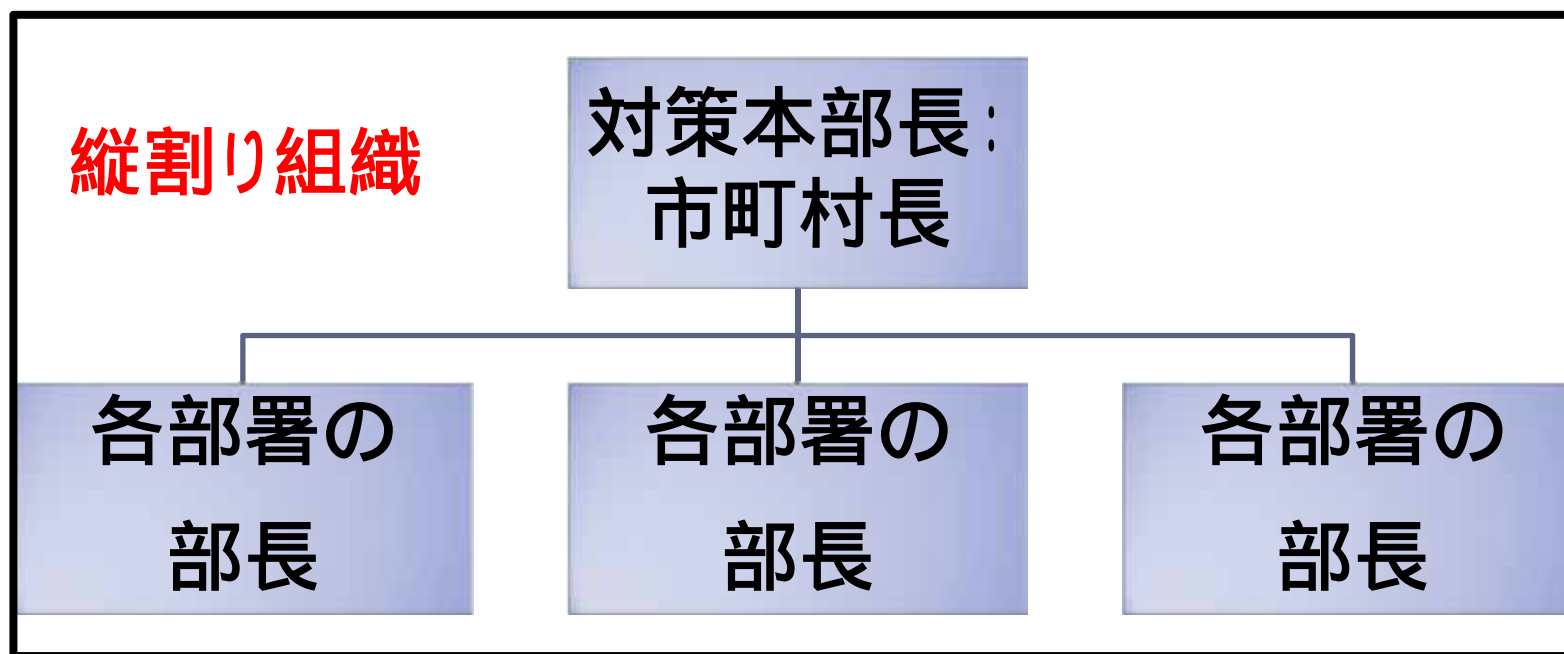 縦割り組織
対策本部長：
市町村長
各部署の
部長
各部署の
部長
各部署の
部長